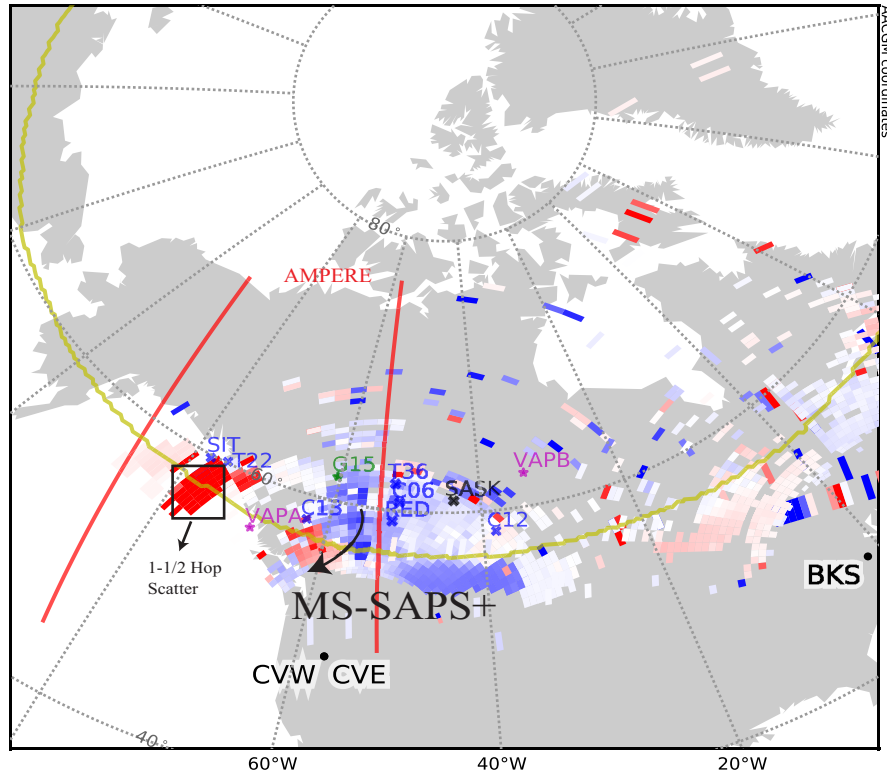 AACGM coordinates
80°
AMPERE
SIT
T22
60°
G15
T36
VAPB
C06
SASK
VAPA
C13
RED
C12
1-1/2 Hop
Scatter
BKS
MS-SAPS+
CVW CVE
40°
60°W
40°W
20°W